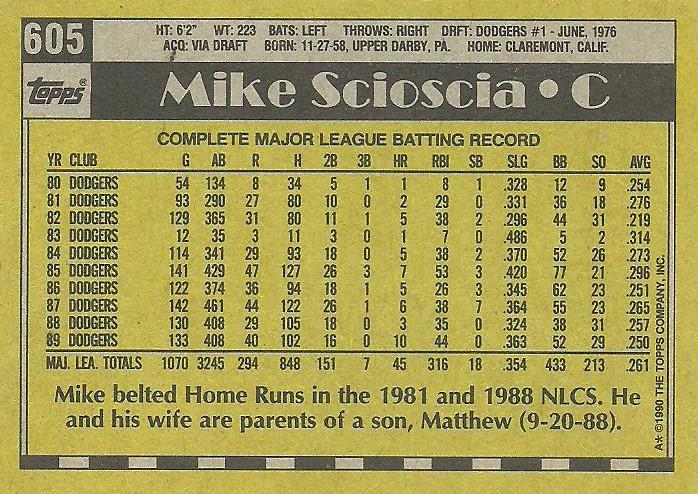 605
HT: 6'2" WT: 223 BATS: LEFT THROWS: RIGHT DRFT: DODGERS #1 - JUNE, 1976
ACQ: VIA DRAFT BORN: 11-27-58, UPPER DARBY, PA. HOME: CLAREMONT, CALIF.
topps®
Mike Scioscia • C
COMPLETE MAJOR LEAGUE BATTING RECORD
YR CLUB G AB R H 2B 3B HR RBI SB SLG BB SO AVG
80 DODGERS 54 134 8 34 5 1 1 8 1 .328 12 9 .254
81 DODGERS 93 290 27 80 10 0 2 29 0 .331 36 18 .276
82 DODGERS 129 365 31 80 11 1 5 38 2 .296 44 31 .219
83 DODGERS 12 35 3 11 3 0 1 7 0 .486 5 2 .314
84 DODGERS 114 341 29 93 18 0 5 38 2 .370 52 26 .273
85 DODGERS 141 429 47 127 26 3 7 53 3 .420 77 21 .296
86 DODGERS 122 374 36 94 18 1 5 26 3 .345 62 23 .251
87 DODGERS 142 461 44 122 26 1 6 38 7 .364 55 23 .265
88 DODGERS 130 408 29 105 18 0 3 35 0 .324 38 31 .257
89 DODGERS 133 408 40 102 16 0 10 44 0 .363 52 29 .250
MAJ. LEA. TOTALS 1070 3245 294 848 151 7 45 316 18 .354 433 213 .261
Mike belted Home Runs in the 1981 and 1988 NLCS. He
and his wife are parents of a son, Matthew (9-20-88).
A* ©1990 THE TOPPS COMPANY, INC.